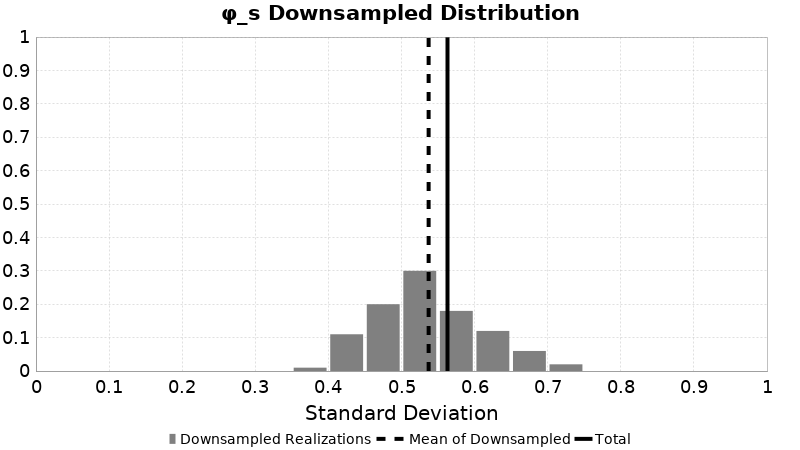 φ_s Downsampled Distribution
1
0.9
0.8
0.7
0.6
0.5
0.4
0.3
0.2
0.1
0
0 0.1 0.2 0.3 0.4 0.5 0.6 0.7 0.8 0.9 1
Standard Deviation
Downsampled Realizations Mean of Downsampled Total